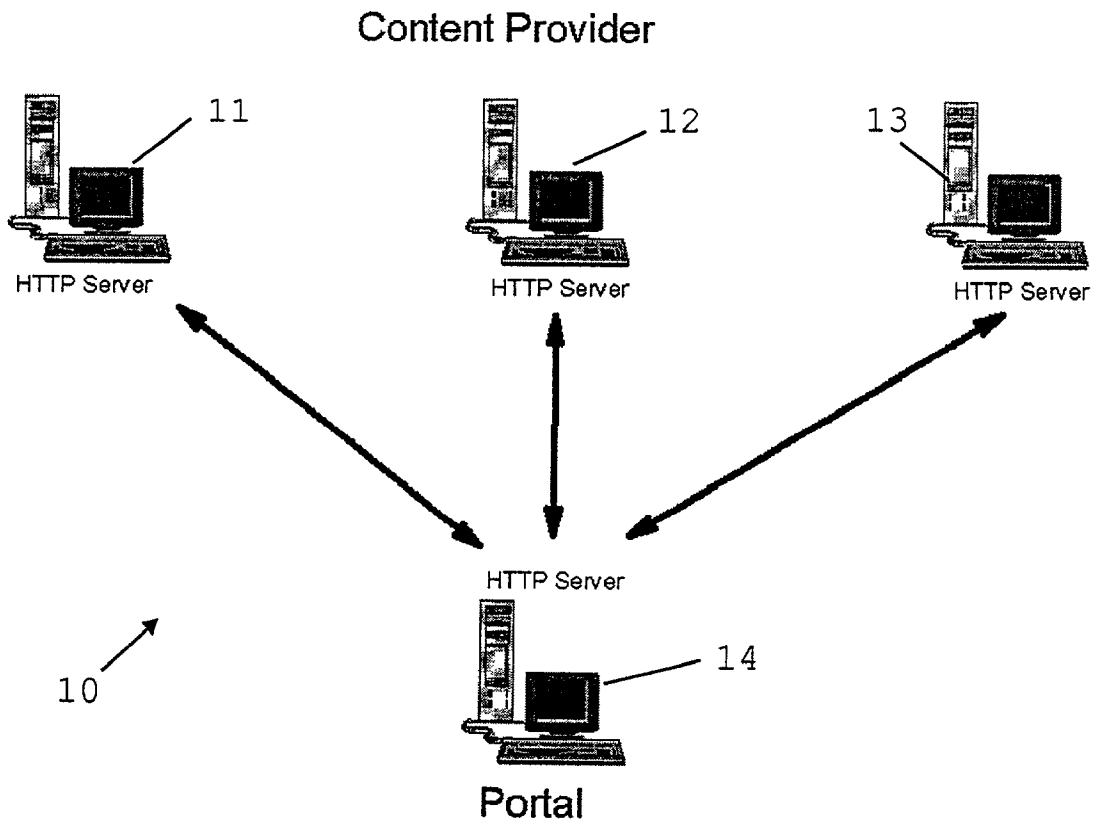 Content Provider
11
12
13
HTTP Server
HTTP Server
HTTP Server
HTTP Server
10
14
Portal